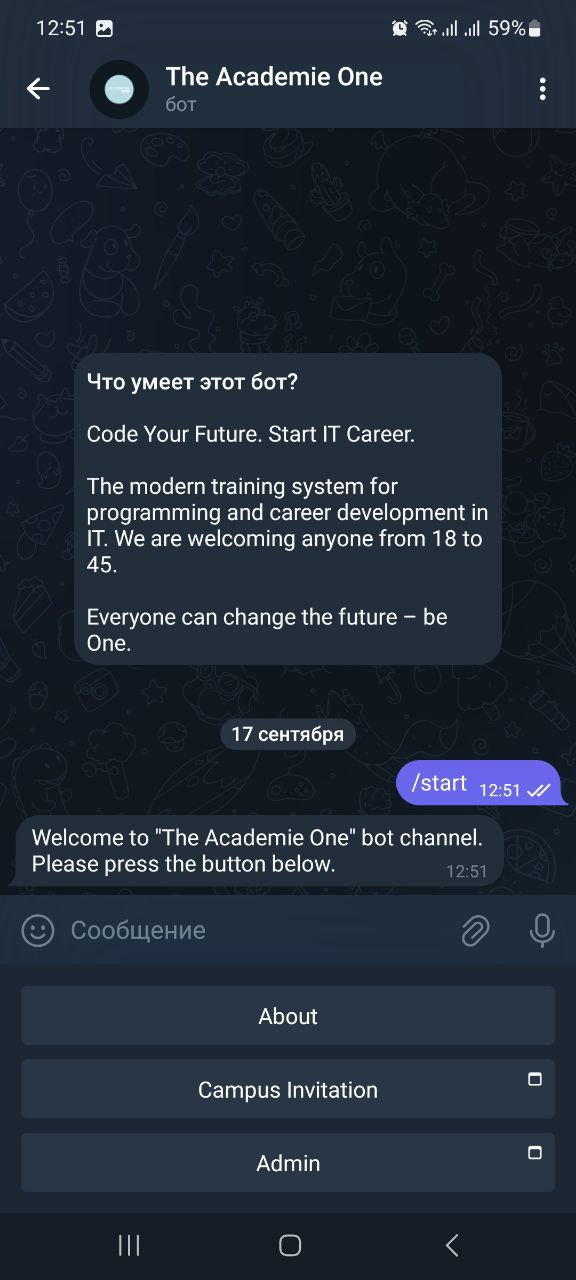 12:51 59%
The Academie One
бот
Что умеет этот бот?
Code Your Future. Start IT Career.
The modern training system for
programming and career development in
IT. We are welcoming anyone from 18 to
45.
Everyone can change the future – be
One.
17 сентября
/start 12:51
Welcome to "The Academie One" bot channel.
Please press the button below.
12:51
Сообщение
About
Campus Invitation
Admin